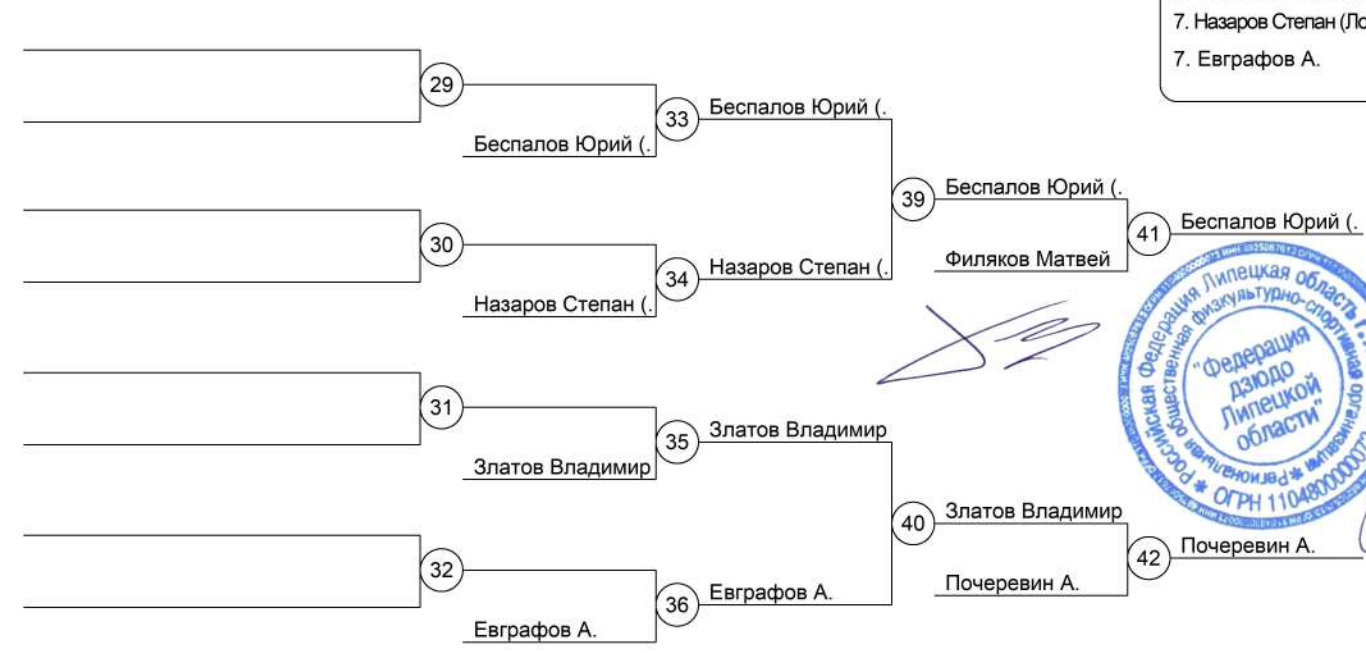 7. Назаров Степан (Ло
7. Евграфов А.
29
33
Беспалов Юрий (.
Беспалов Юрий (.
39
Беспалов Юрий (.
41
Беспалов Юрий (.
30
Филяков Матвей
34
Назаров Степан (.
Назаров Степан (.
31
35
Златов Владимир
Златов Владимир
40
Златов Владимир
42
Почеревин А.
32
Почеревин А.
36
Евграфов А.
Евграфов А.
Российская Федерация Липецкая область
Региональная общественная физкультурно-спортивная организация
"Федерация
дзюдо
Липецкой
области"